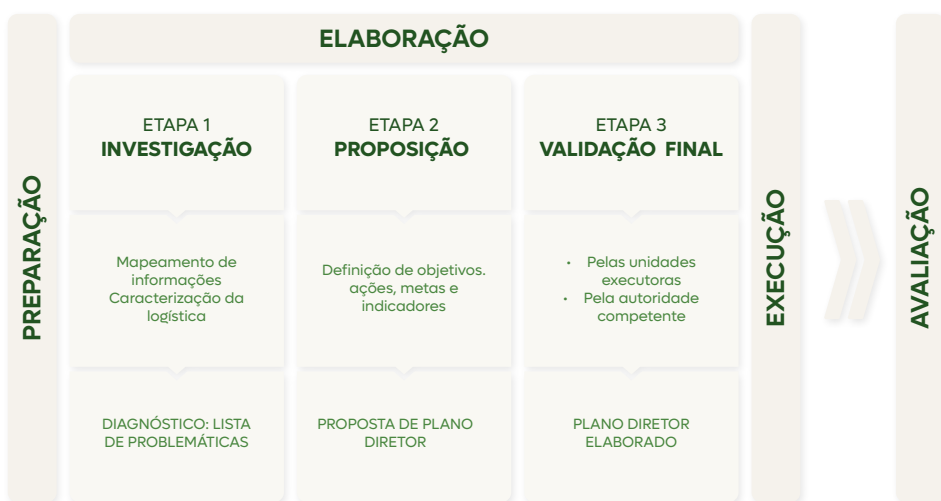 PREPARAÇÃO
ELABORAÇÃO
ETAPA 1
INVESTIGAÇÃO
Mapeamento de
informações
Caracterização da
logística
DIAGNÓSTICO: LISTA
DE PROBLEMÁTICAS
ETAPA 2
PROPOSIÇÃO
Definição de objetivos.
ações, metas e
indicadores
PROPOSTA DE PLANO
DIRETOR
ETAPA 3
VALIDAÇÃO FINAL
• Pelas unidades
executoras
• Pela autoridade
competente
PLANO DIRETOR
ELABORADO
EXECUÇÃO
AVALIAÇÃO